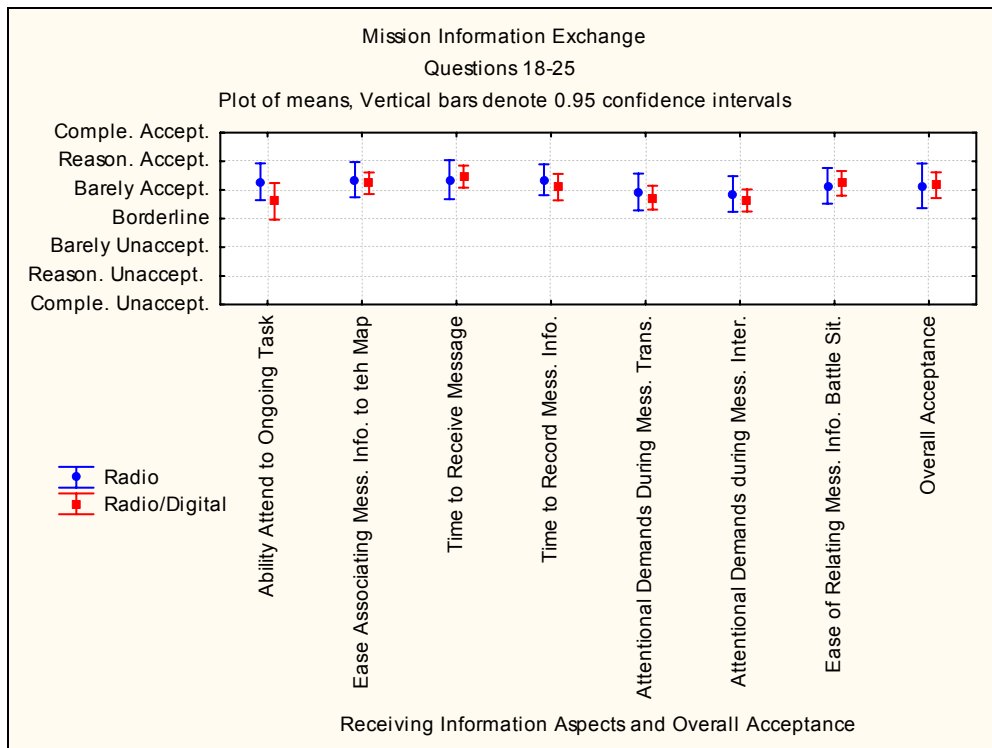 Mission Information Exchange
Questions 18-25
Plot of means, Vertical bars denote 0.95 confidence intervals
Comple. Accept.
Reason. Accept.
Barely Accept.
Borderline
Barely Unaccept.
Reason. Unaccept.
Comple. Unaccept.
Ability Attend to Ongoing Task
Ease Associating Mess. Info. to teh Map
Time to Receive Message
Time to Record Mess. Info.
Attentional Demands During Mess. Trans.
Attentional Demands during Mess. Inter.
Ease of Relating Mess. Info. Battle Sit.
Overall Acceptance
Radio
Radio/Digital
Receiving Information Aspects and Overall Acceptance